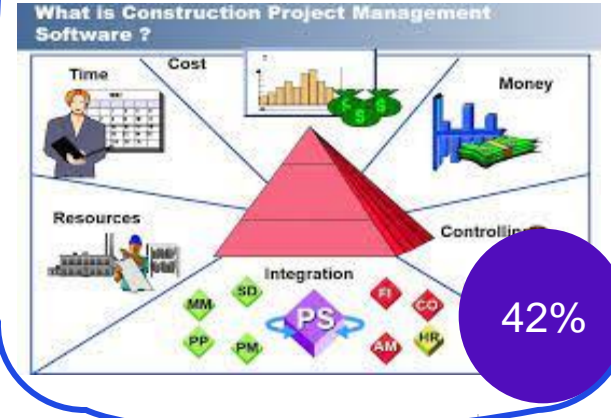 What is Construction Project Management
Software ?
Time
Cost
Money
Resources
Integration
MM
SD
PP
PM
PS
FI
CO
AM
HR
42%